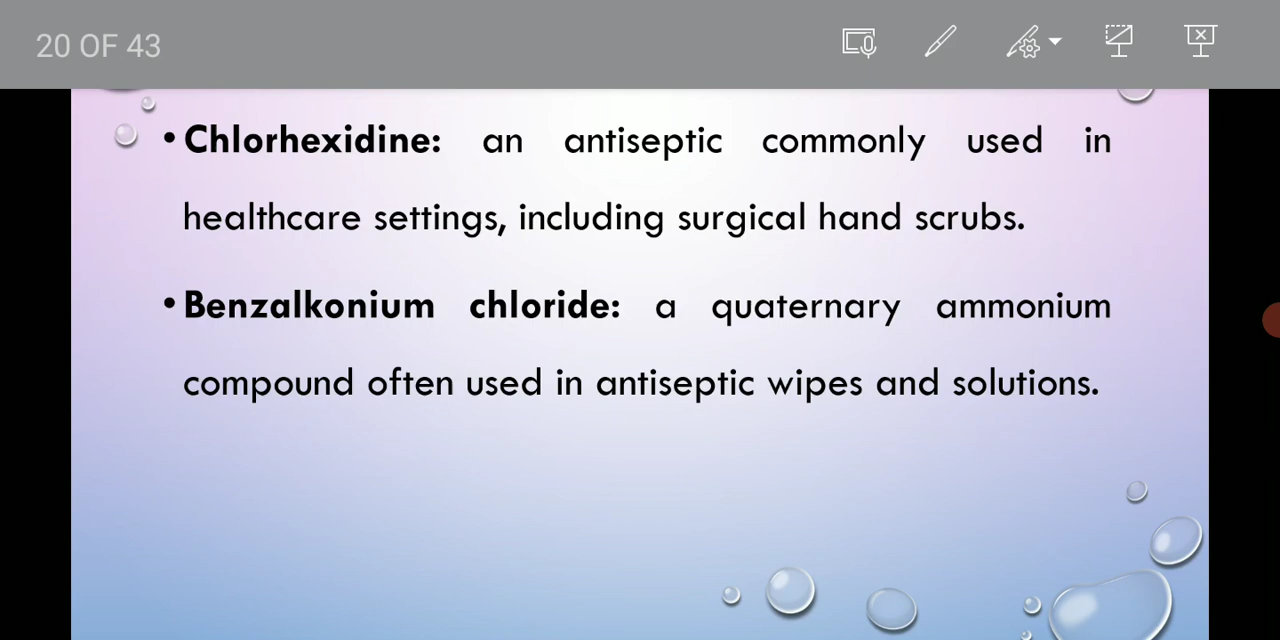 20 OF 43
• Chlorhexidine: an antiseptic commonly used in
healthcare settings, including surgical hand scrubs.
• Benzalkonium chloride: a quaternary ammonium
compound often used in antiseptic wipes and solutions.